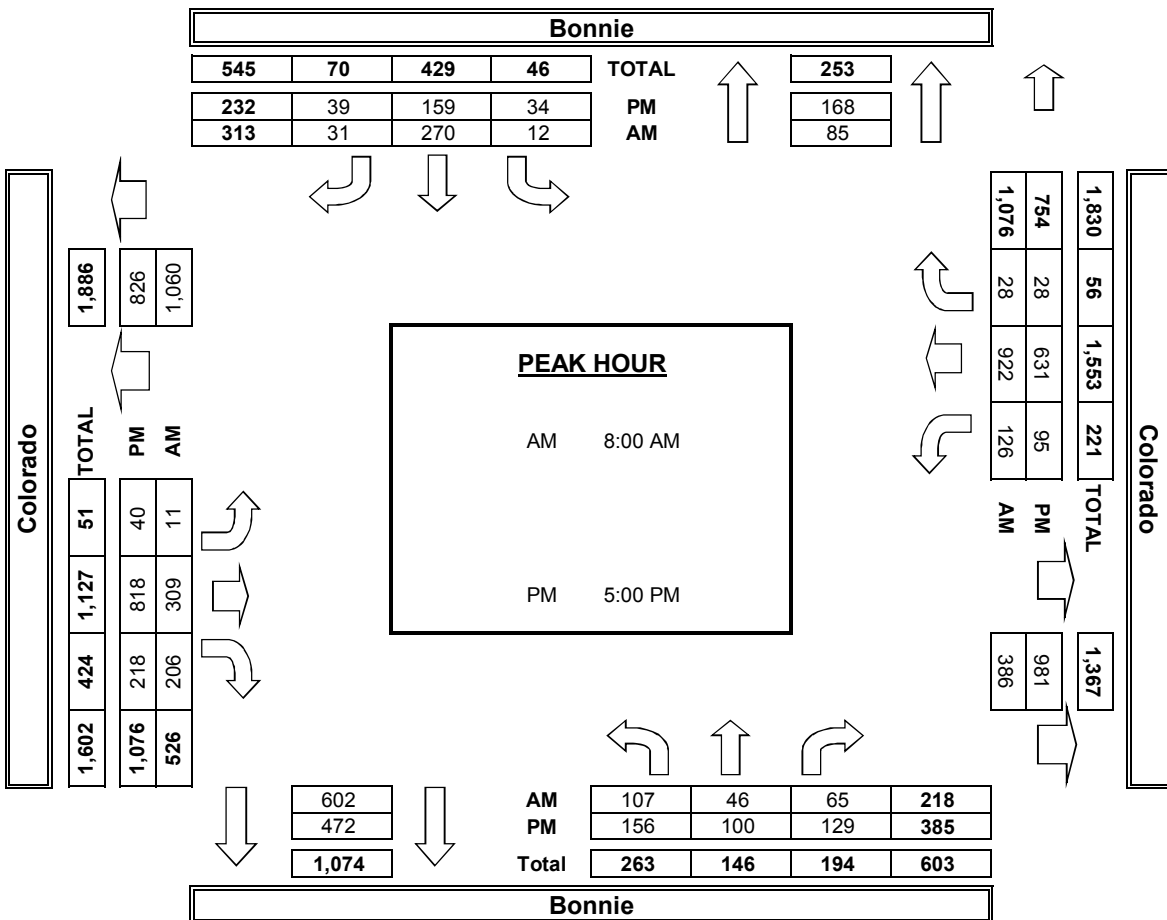 Bonnie
545 70 429 46 TOTAL 253
232 39 159 34 PM 168
313 31 270 12 AM 85
Colorado
1,886
826
1,060
TOTAL 51 1,127 424 1,602
PM 40 818 218 1,076
AM 11 309 206 526
PEAK HOUR
AM 8:00 AM
PM 5:00 PM
1,830 56 1,553 221 TOTAL 1,367
754 28 631 95 PM 981
1,076 28 922 126 AM 386
Colorado
602 AM 107 46 65 218
472 PM 156 100 129 385
1,074 Total 263 146 194 603
Bonnie